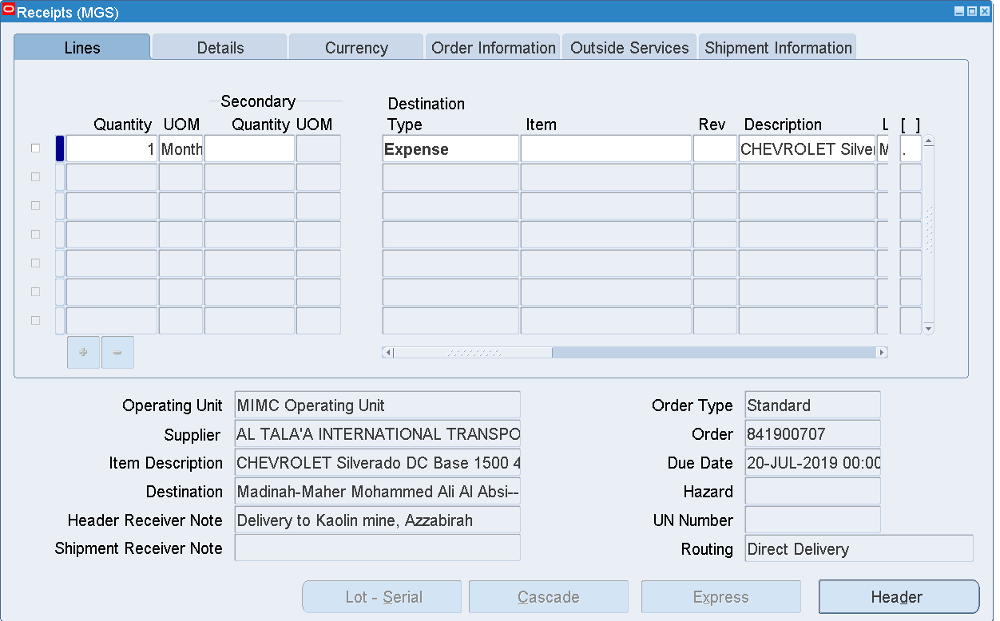 Receipts (MGS)
Lines Details Currency Order Information Outside Services Shipment Information
Secondary Destination
Quantity UOM Quantity UOM Type Item Rev Description L [ ]
1 Month Expense CHEVROLET Silver M .
+ -
Operating Unit MIMC Operating Unit Order Type Standard
Supplier AL TALA'A INTERNATIONAL TRANSPO Order 841900707
Item Description CHEVROLET Silverado DC Base 1500 4 Due Date 20-JUL-2019 00:00
Destination Madinah-Maher Mohammed Ali Al Absi-- Hazard
Header Receiver Note Delivery to Kaolin mine, Azzabirah UN Number
Shipment Receiver Note Routing Direct Delivery
Lot - Serial Cascade Express Header